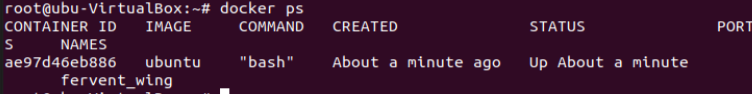 root@ubu-VirtualBox:~# docker ps
CONTAINER ID   IMAGE     COMMAND   CREATED              STATUS              PORT
S     NAMES
ae97d46eb886   ubuntu    "bash"    About a minute ago   Up About a minute
      fervent_wing